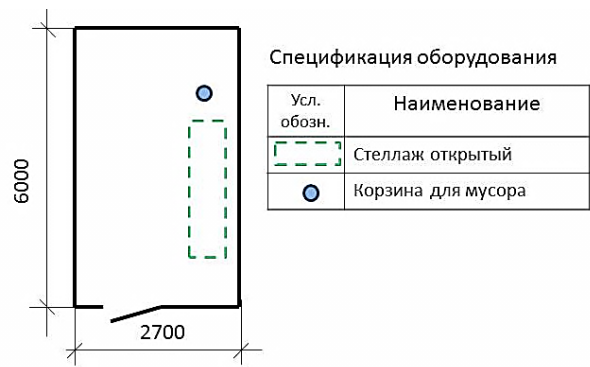 Спецификация оборудования
Усл.
обозн.
Наименование
Стеллаж открытый
Корзина для мусора
6000
2700